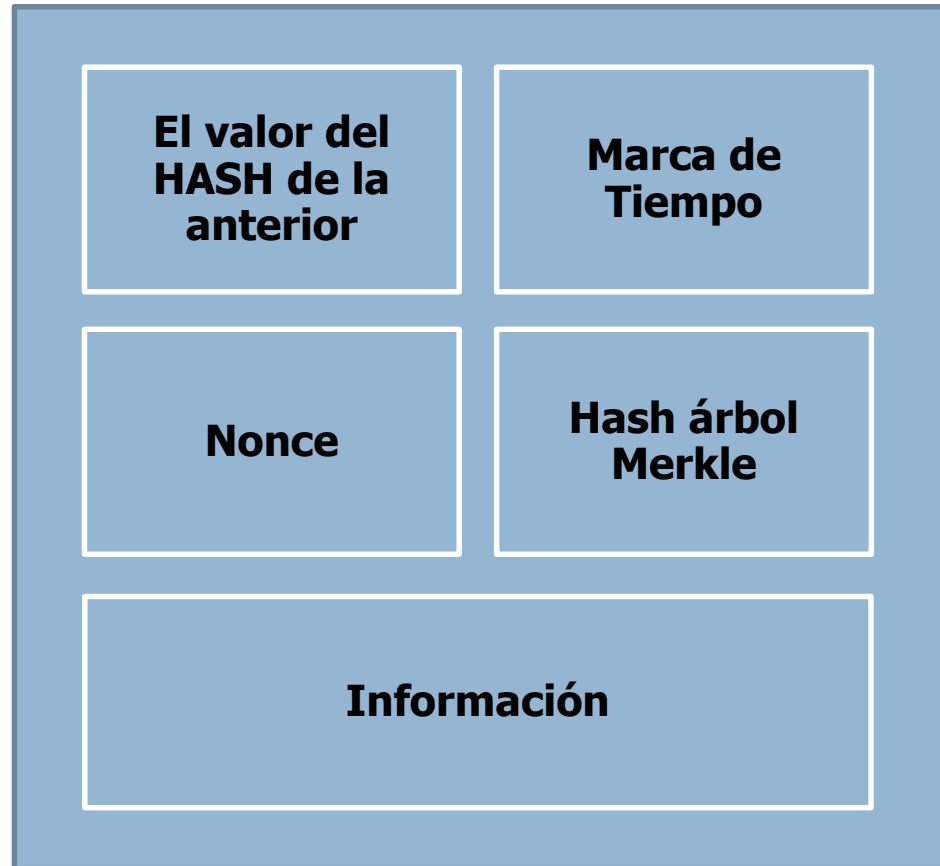 El valor del
HASH de la
anterior
Marca de
Tiempo
Nonce
Hash árbol
Merkle
Información